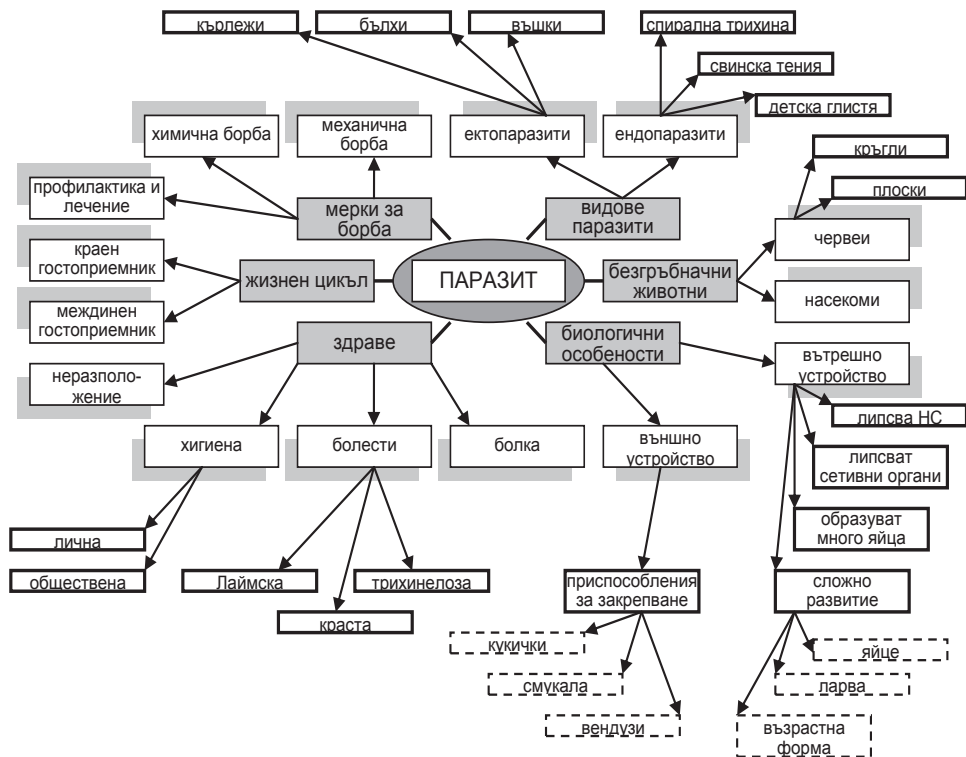 кърлежи
бълхи
въшки
спирална трихина
свинска тения
детска глистя
химична борба
механична
борба
ектопаразити
ендопаразити
кръгли
плоски
профилактика и
лечение
мерки за
борба
видове
паразити
червеи
краен
гостоприемник
жизнен цикъл
ПАРАЗИТ
безгръбначни
животни
насекоми
междинен
гостоприемник
здраве
биологични
особености
вътрешно
устройство
неразполо-
жение
липсва НС
хигиена
болести
болка
външно
устройство
липсват
сетивни органи
образуват
много яйца
лична
обществена
Лаймска
трихинелоза
краста
приспособления
за закрепване
сложно
развитие
кукички
смукала
вендузи
яйце
ларва
възрастна
форма